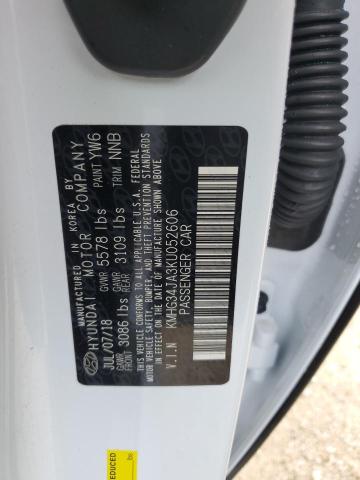 MANUFACTURED IN KOREA BY
HYUNDAI MOTOR COMPANY
JUL/07/18 GVWR 5578 lbs PAINT YW6
GAWR FRONT 3086 lbs GAWR REAR 3109 lbs TRIM NNB
THIS VEHICLE CONFORMS TO ALL APPLICABLE U.S.A. FEDERAL
MOTOR VEHICLE SAFETY, BUMPER, AND THEFT PREVENTION
STANDARDS IN EFFECT ON THE DATE OF MANUFACTURE SHOWN ABOVE.
V.I.N KMHG34JA3KU052606
PASSENGER CAR
REDUCED